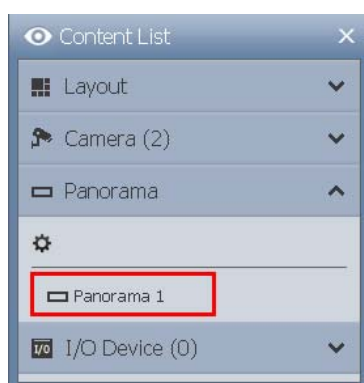 Content List
Layout
Camera (2)
Panorama
Panorama 1
I/O I/O Device (0)